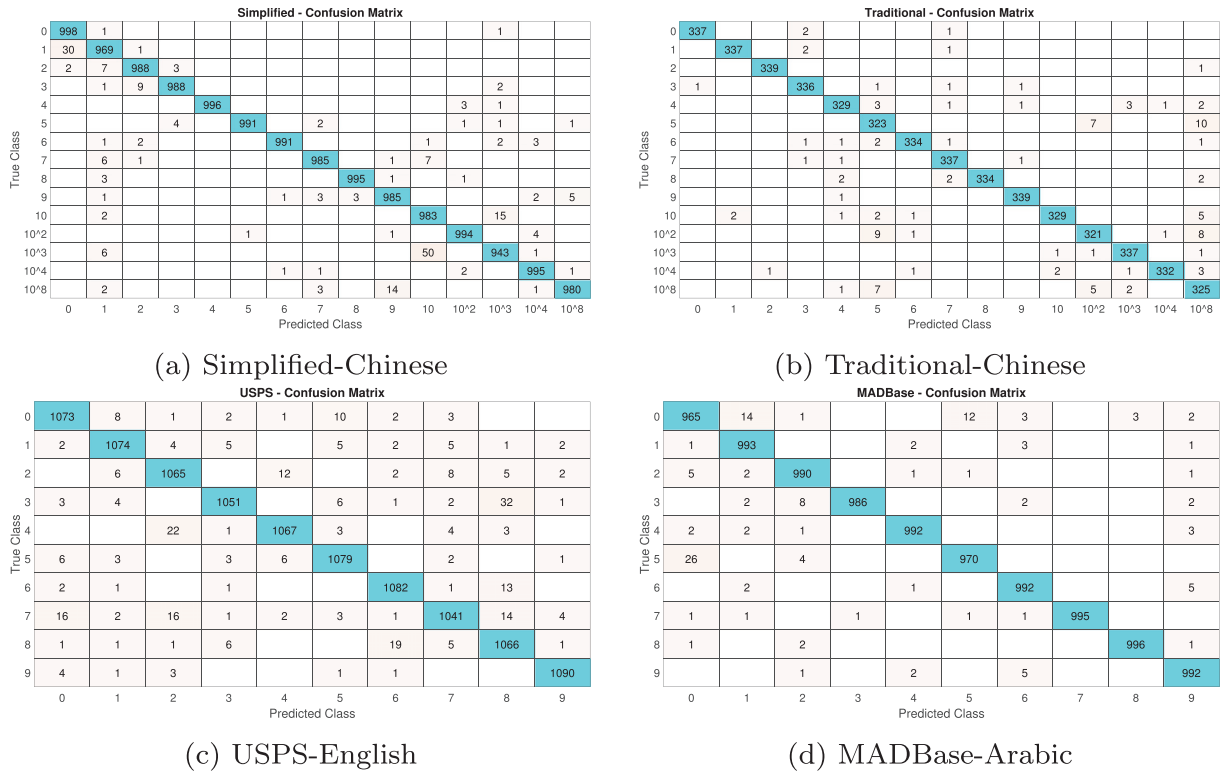 Simplified - Confusion Matrix
True Class
0 998 1 1
1 30 969 1
2 2 7 988 3
3 1 9 988 2
4 996 3 1
5 4 991 2 1 1 1
6 1 2 991 1 2 3
7 6 1 985 1 7
8 3 995 1 1
9 1 1 3 3 985 2 5
10 2 983 15
10^2 1 1 994 4
10^3 6 50 943 1
10^4 1 1 2 995 1
10^8 2 3 14 1 980
0 1 2 3 4 5 6 7 8 9 10 10^2 10^3 10^4 10^8
Predicted Class
(a) Simplified-Chinese
Traditional - Confusion Matrix
True Class
0 337 2 1
1 337 2 1
2 339 1
3 1 336 1 1 1
4 329 3 1 1 3 1 2
5 323 7 10
6 1 1 2 334 1 1
7 1 1 337 1
8 2 2 334 2
9 1 339
10 2 1 2 1 329 5
10^2 9 1 321 1 8
10^3 1 1 337 1
10^4 1 1 2 1 332 3
10^8 1 7 5 2 325
0 1 2 3 4 5 6 7 8 9 10 10^2 10^3 10^4 10^8
Predicted Class
(b) Traditional-Chinese
USPS - Confusion Matrix
True Class
0 1073 8 1 2 1 10 2 3
1 2 1074 4 5 5 2 5 1 2
2 6 1065 12 2 8 5 2
3 3 4 1051 6 1 2 32 1
4 22 1 1067 3 4 3
5 6 3 3 6 1079 2 1
6 2 1 1 1082 1 13
7 16 2 16 1 2 3 1 1041 14 4
8 1 1 1 6 19 5 1066 1
9 4 1 3 1 1 1090
0 1 2 3 4 5 6 7 8 9
Predicted Class
(c) USPS-English
MADBase - Confusion Matrix
True Class
0 965 14 1 12 3 3 2
1 1 993 2 3 1
2 5 2 990 1 1 1
3 2 8 986 2 2
4 2 2 1 992 3
5 26 4 970
6 2 1 992 5
7 1 1 1 1 1 995
8 1 2 996 1
9 1 2 5 992
0 1 2 3 4 5 6 7 8 9
Predicted Class
(d) MADBase-Arabic